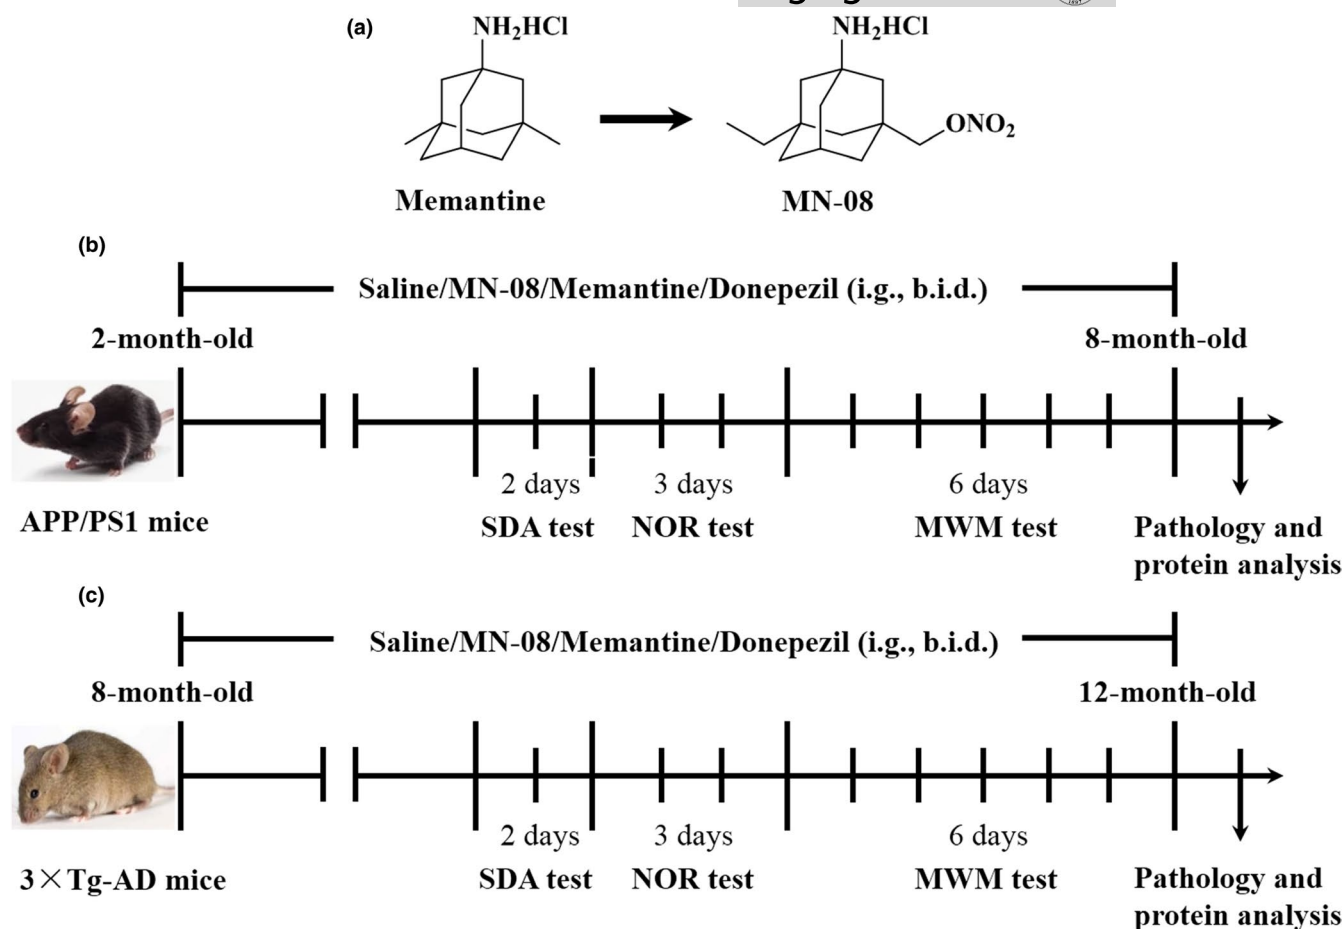 (a)
NH₂HCl
NH₂HCl
ONO₂
Memantine
MN-08
(b)
Saline/MN-08/Memantine/Donepezil (i.g., b.i.d.)
2-month-old
8-month-old
2 days
3 days
6 days
APP/PS1 mice
SDA test
NOR test
MWM test
Pathology and
protein analysis
(c)
Saline/MN-08/Memantine/Donepezil (i.g., b.i.d.)
8-month-old
12-month-old
2 days
3 days
6 days
3×Tg-AD mice
SDA test
NOR test
MWM test
Pathology and
protein analysis